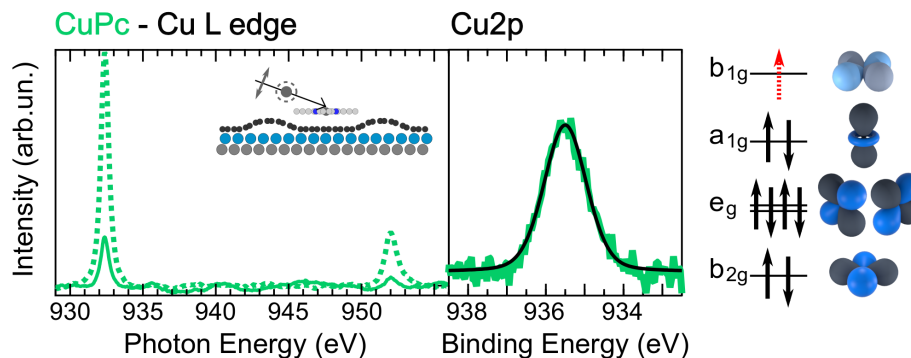 CuPc - Cu L edge
Cu2p
Intensity (arb.un.)
930 935 940 945 950
Photon Energy (eV)
938 936 934
Binding Energy (eV)
b1g
a1g
eg
b2g